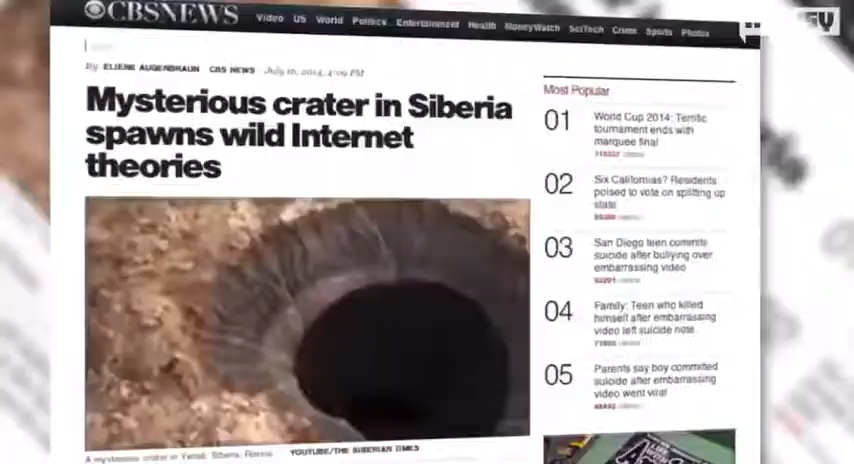 CBSNEWS
Video US World Politics Entertainment Health MoneyWatch SciTech Crime Sports Photos
By ELIENE AUGENBRAUN CBS NEWS July 16, 2014, 4:09 PM
Mysterious crater in Siberia
spawns wild Internet
theories
A mysterious crater in Yamal, Siberia, Russia YOUTUBE/THE SIBERIAN TIMES
Most Popular
01
World Cup 2014: Terrific
tournament ends with
marquee final
views
02
Six Californias? Residents
poised to vote on splitting up
state
views
03
San Diego teen commits
suicide after bullying over
embarrassing video
views
04
Family: Teen who killed
himself after embarrassing
video left suicide note
views
05
Parents say boy committed
suicide after embarrassing
video went viral
views